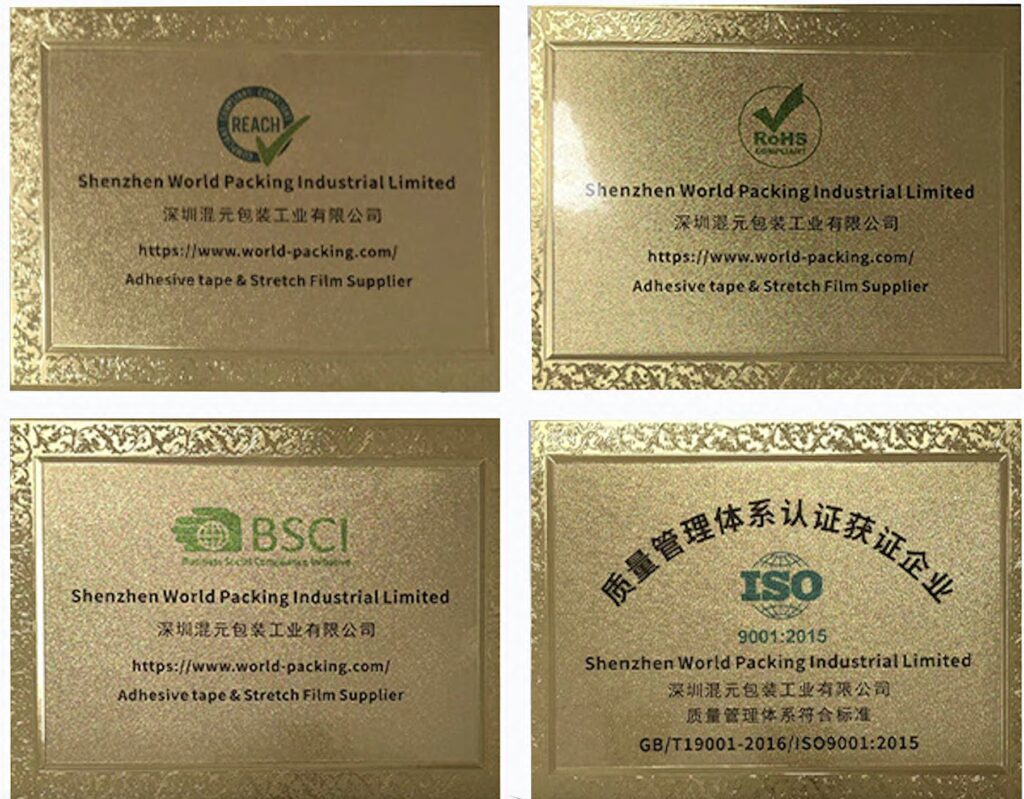 REACH
Shenzhen World Packing Industrial Limited
深圳混元包装工业有限公司
https://www.world-packing.com/
Adhesive tape & Stretch Film Supplier
RoHS
COMPLIANT
Shenzhen World Packing Industrial Limited
深圳混元包装工业有限公司
https://www.world-packing.com/
Adhesive tape & Stretch Film Supplier
BSCI
Business Social Compliance Initiative
Shenzhen World Packing Industrial Limited
深圳混元包装工业有限公司
https://www.world-packing.com/
Adhesive tape & Stretch Film Supplier
质量管理体系认证获证企业
ISO
9001:2015
Shenzhen World Packing Industrial Limited
深圳混元包装工业有限公司
质量管理体系符合标准
GB/T19001-2016/ISO9001:2015